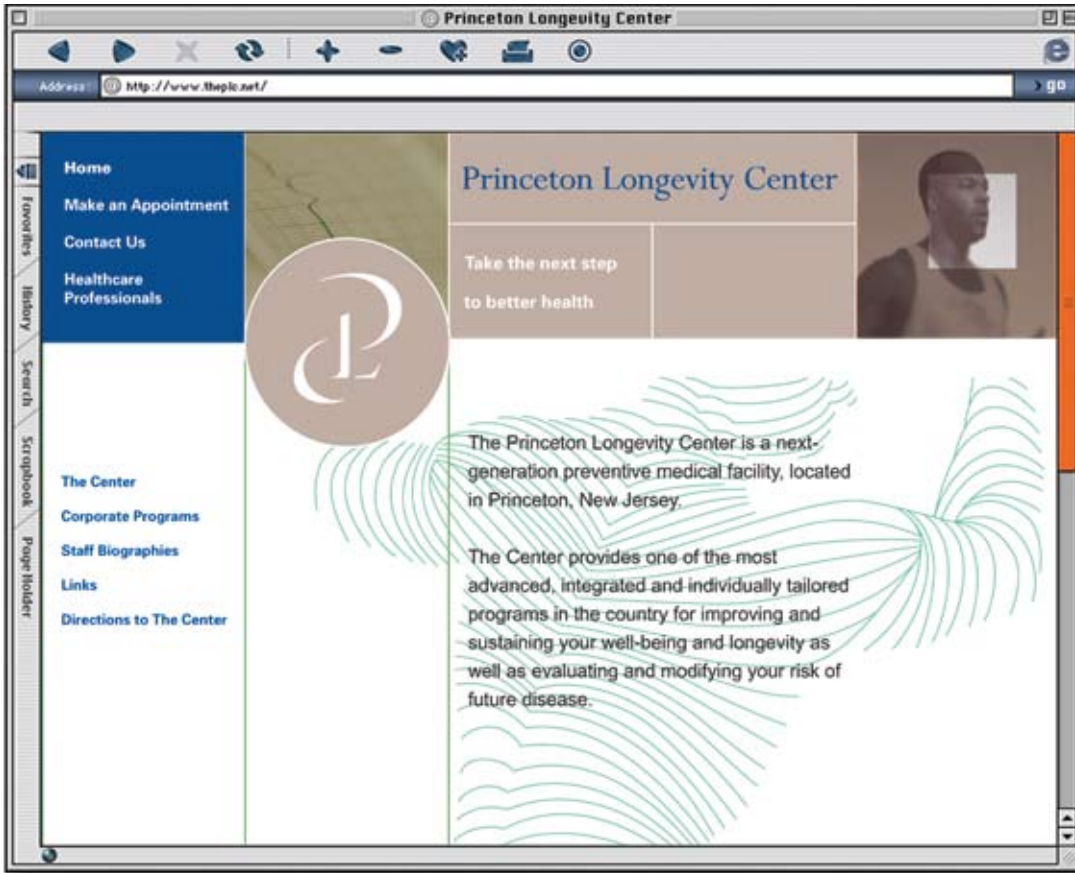 Princeton Longevity Center
Address:
http://www.theplc.net/
go
Favorites
History
Search
Scrapbook
Page Holder
Home
Make an Appointment
Contact Us
Healthcare
Professionals
Princeton Longevity Center
Take the next step
to better health
PLC
The Center
Corporate Programs
Staff Biographies
Links
Directions to The Center
The Princeton Longevity Center is a next-
generation preventive medical facility, located
in Princeton, New Jersey.
The Center provides one of the most
advanced, integrated and individually tailored
programs in the country for improving and
sustaining your well-being and longevity as
well as evaluating and modifying your risk of
future disease.